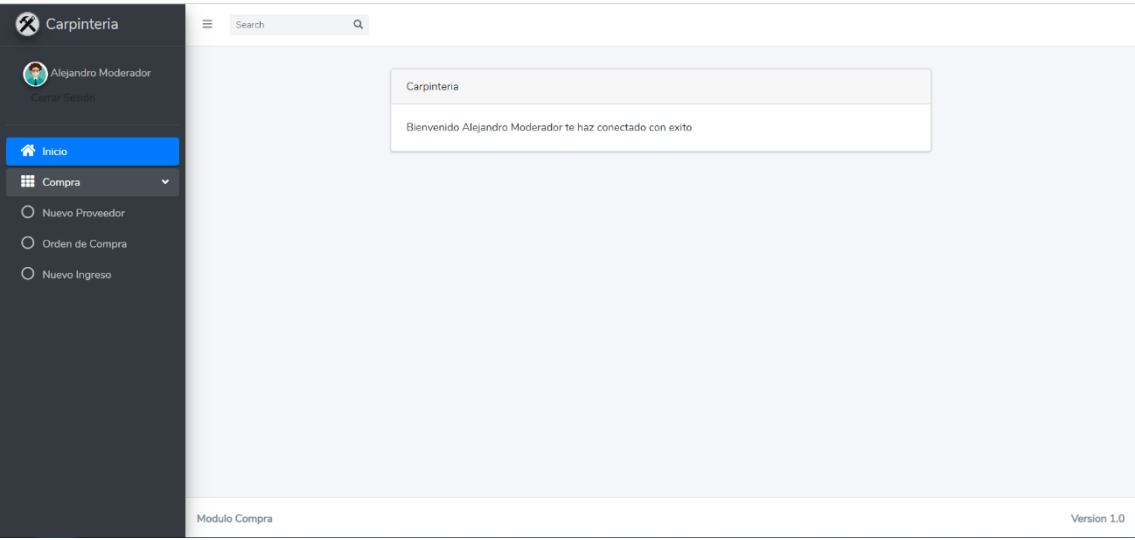 Carpinteria
Search
Alejandro Moderador
Cerrar Sesión
Carpinteria
Bienvenido Alejandro Moderador te haz conectado con exito
Inicio
Compra
Nuevo Proveedor
Orden de Compra
Nuevo Ingreso
Modulo Compra
Version 1.0